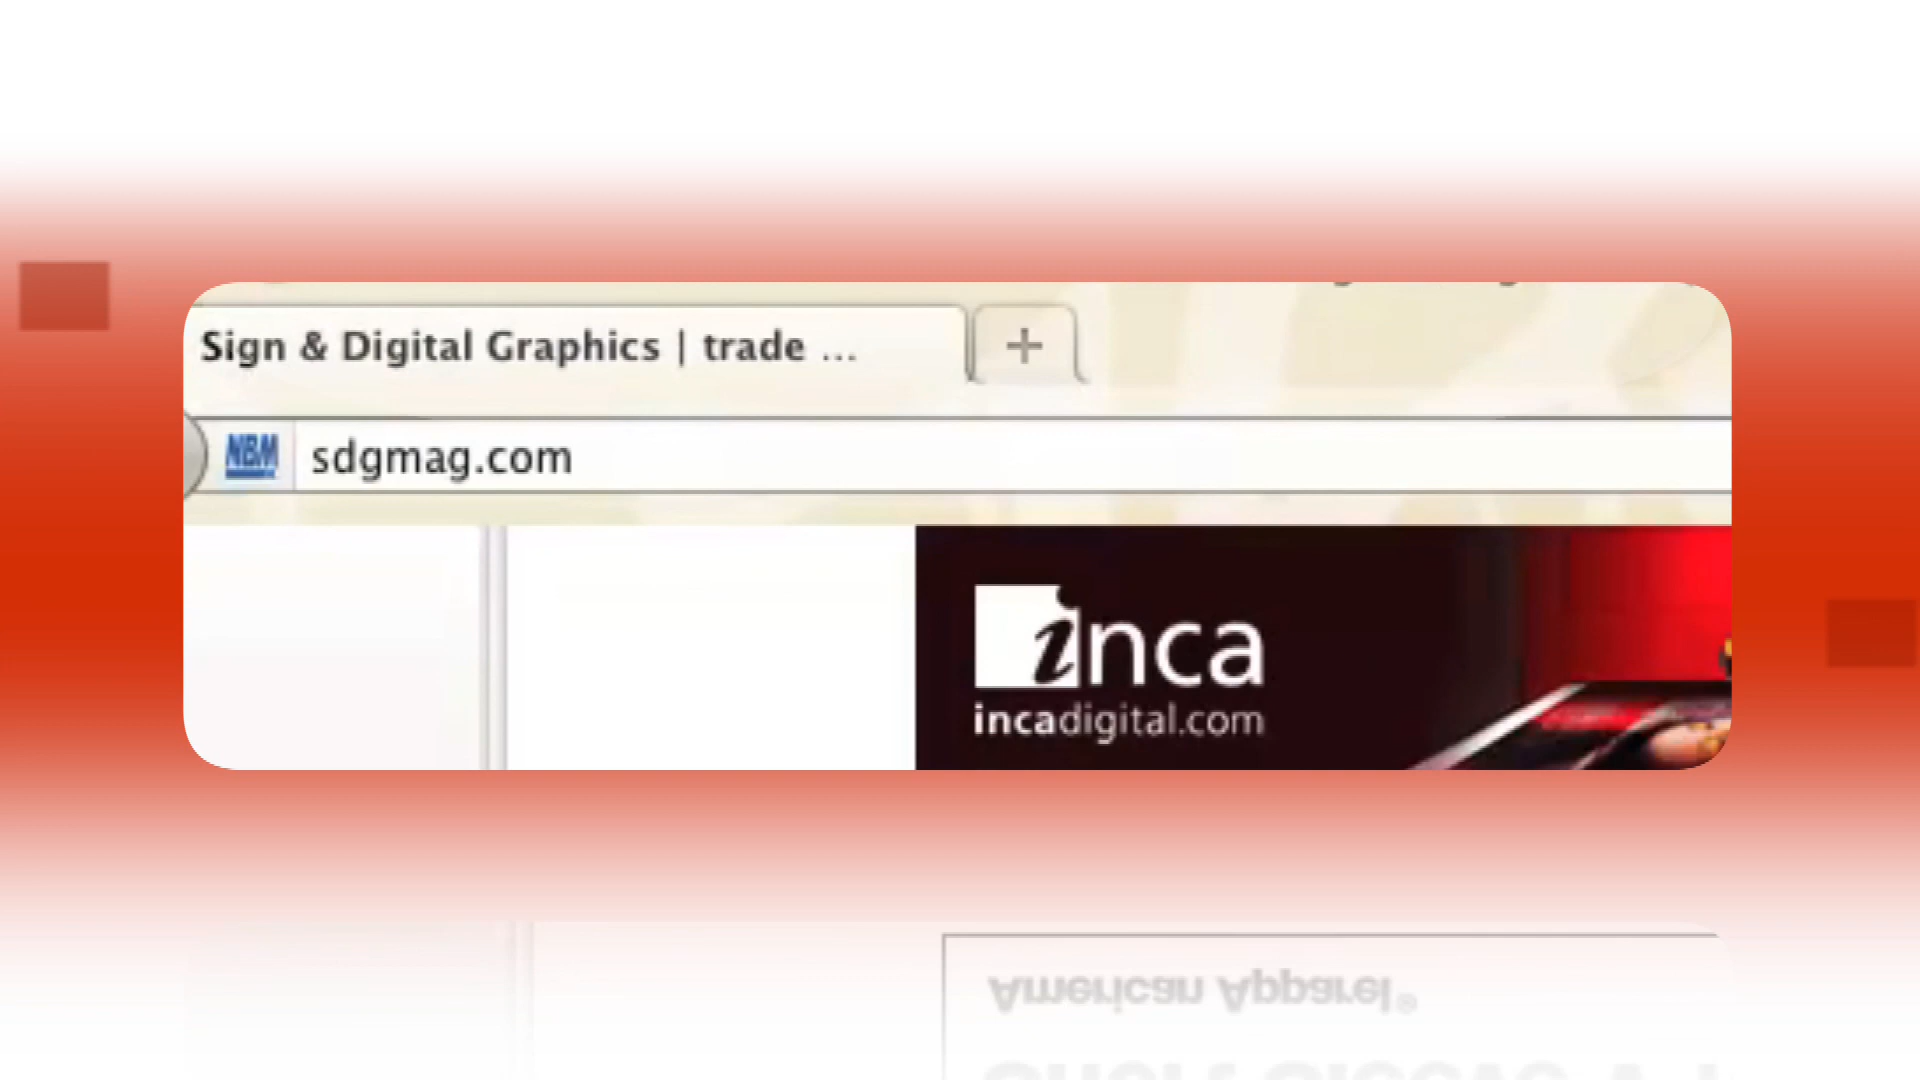 Sign & Digital Graphics | trade ...
+
NBM
sdgmag.com
inca
incadigital.com
American Apparel®